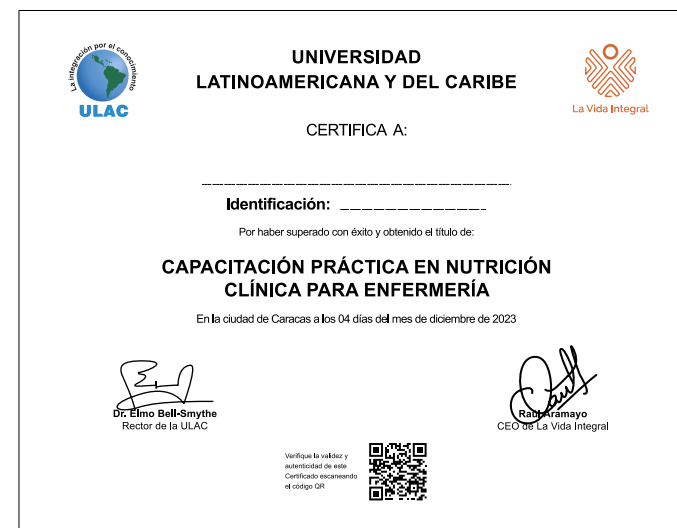 La integración por el conocimiento
ULAC
UNIVERSIDAD
LATINOAMERICANA Y DEL CARIBE
La Vida Integral
CERTIFICA A:
Identificación:
Por haber superado con éxito y obtenido el título de:
CAPACITACIÓN PRÁCTICA EN NUTRICIÓN
CLÍNICA PARA ENFERMERÍA
En la ciudad de Caracas a los 04 días del mes de diciembre de 2023
Dr. Elmo Bell-Smythe
Rector de la ULAC
Raúl Aramayo
CEO de La Vida Integral
Verifique la validez y
autenticidad de este
Certificado escaneando
el código QR